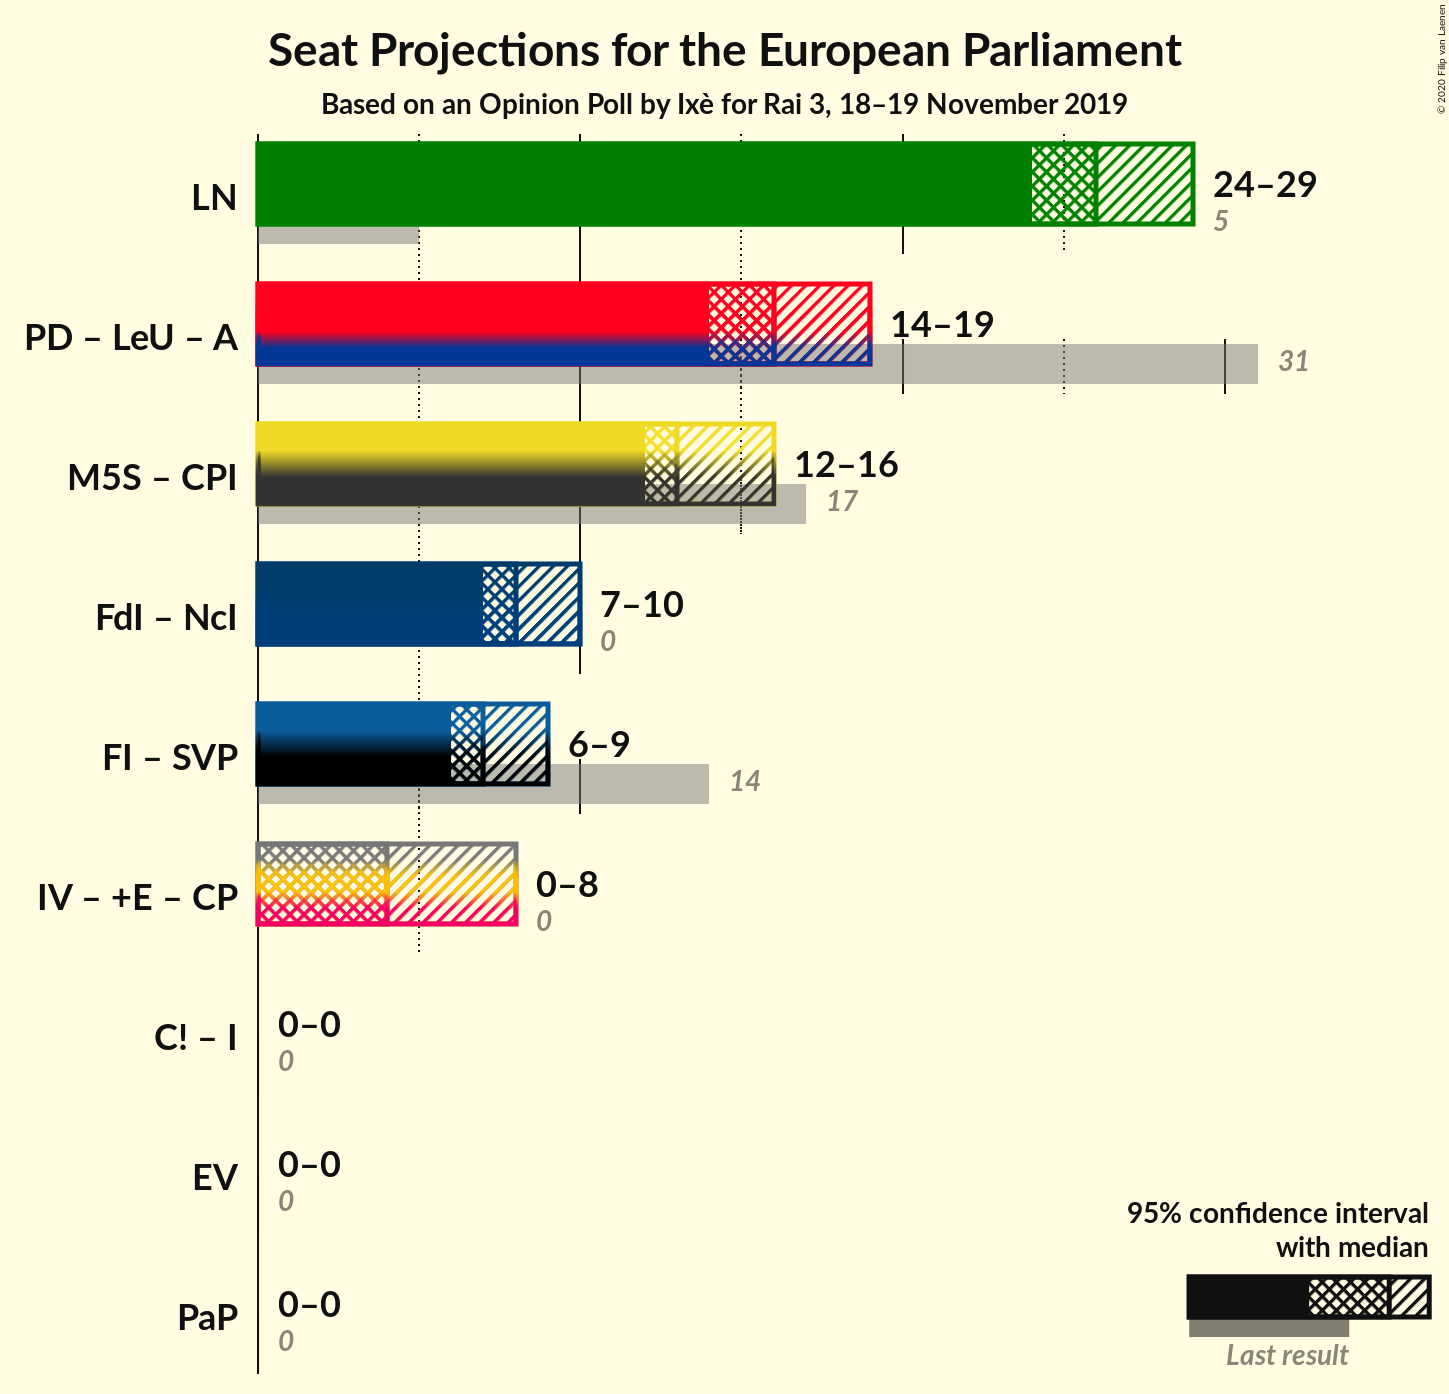 Seat Projections for the European Parliament
Based on an Opinion Poll by Ixè for Rai 3, 18–19 November 2019
© 2020 Filip van Laenen
LN
24–29
5
PD – LeU – A
14–19
31
M5S – CPI
12–16
17
FdI – NcI
7–10
0
FI – SVP
6–9
14
IV – +E – CP
0–8
0
C! – I
0–0
0
EV
0–0
0
PaP
0–0
0
95% confidence interval
with median
Last result